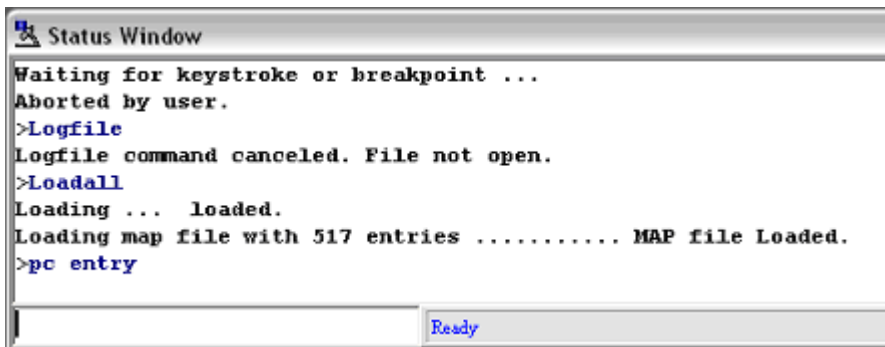 Status Window
Waiting for keystroke or breakpoint ...
Aborted by user.
>Logfile
Logfile command canceled. File not open.
>Loadall
Loading ...  loaded.
Loading map file with 517 entries ........... MAP file Loaded.
>pc entry
Ready